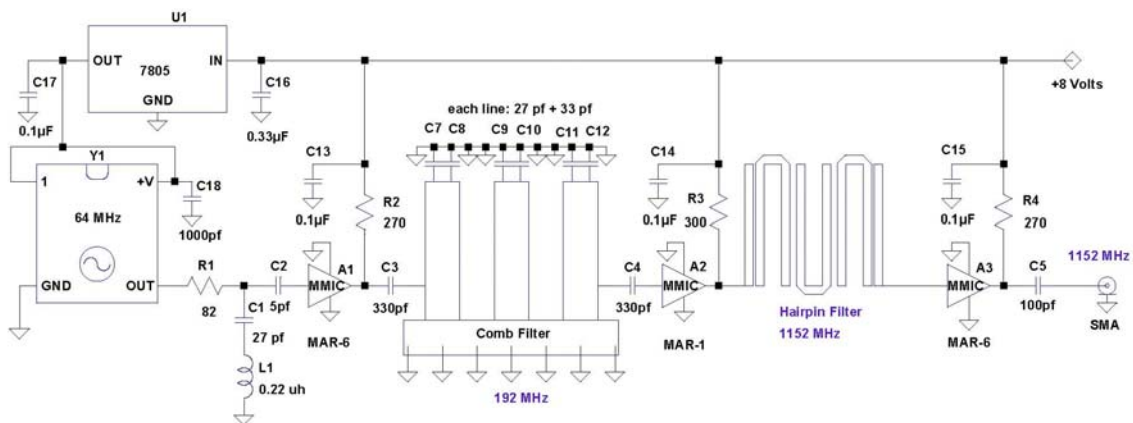 U1
OUT
IN
7805
GND
C17
0.1µF
C16
0.33µF
+8 Volts
each line: 27 pf + 33 pf
C7
C8
C9
C10
C11
C12
Y1
1
+V
64 MHz
GND
OUT
C18
1000pf
C13
0.1µF
R2
270
C14
0.1µF
R3
300
C15
0.1µF
R4
270
R1
82
C2
5pf
C1
27 pf
L1
0.22 uh
A1
MMIC
MAR-6
C3
330pf
Comb Filter
192 MHz
C4
330pf
A2
MMIC
MAR-1
Hairpin Filter
1152 MHz
A3
MMIC
MAR-6
C5
100pf
1152 MHz
SMA